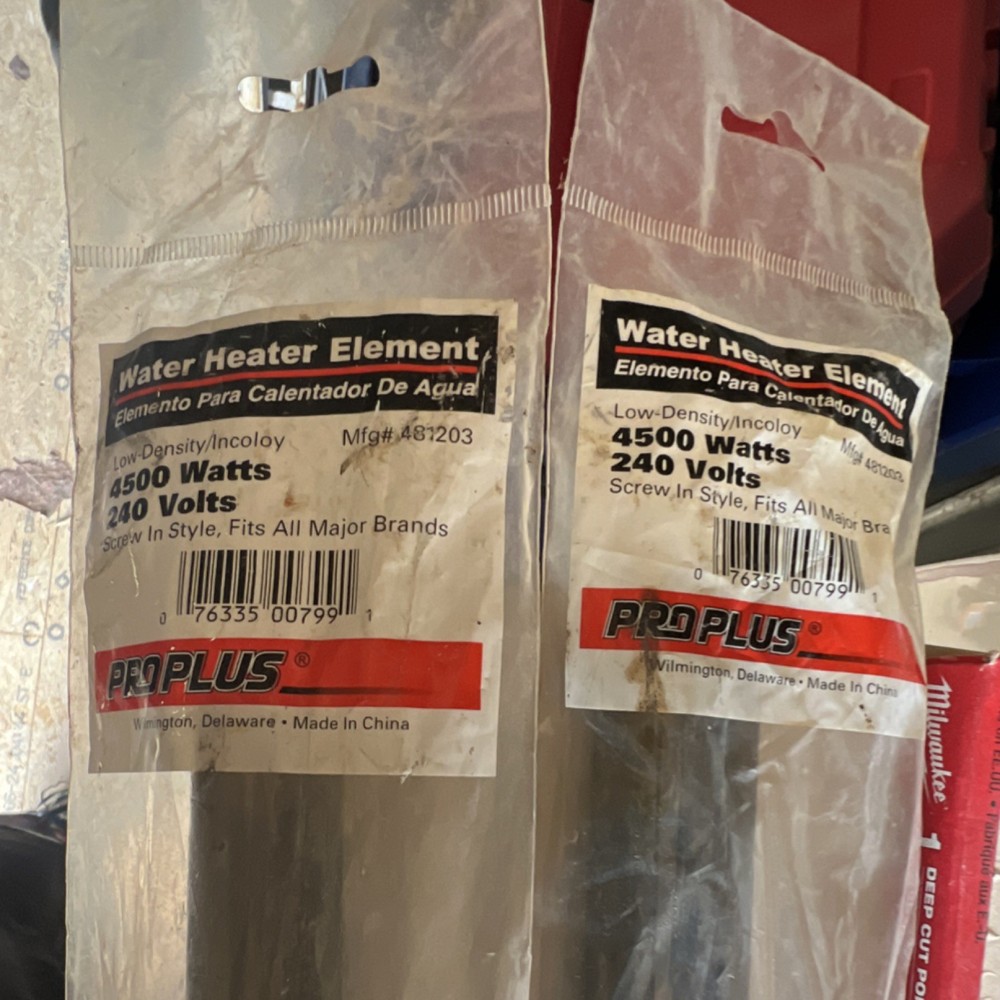 Water Heater Element
Elemento Para Calentador De Agua
Low-Density/Incoloy
Mfg# 481203
4500 Watts
240 Volts
Screw In Style, Fits All Major Brands
0 76335 00799 1
PROPLUS®
Wilmington, Delaware • Made In China
Water Heater Element
Elemento Para Calentador De Agua
Low-Density/Incoloy
Mfg# 481203
4500 Watts
240 Volts
Screw In Style, Fits All Major Bra
0 76335 00799 1
PROPLUS®
Wilmington, Delaware • Made In China
Milwaukee
1 DEEP CUT